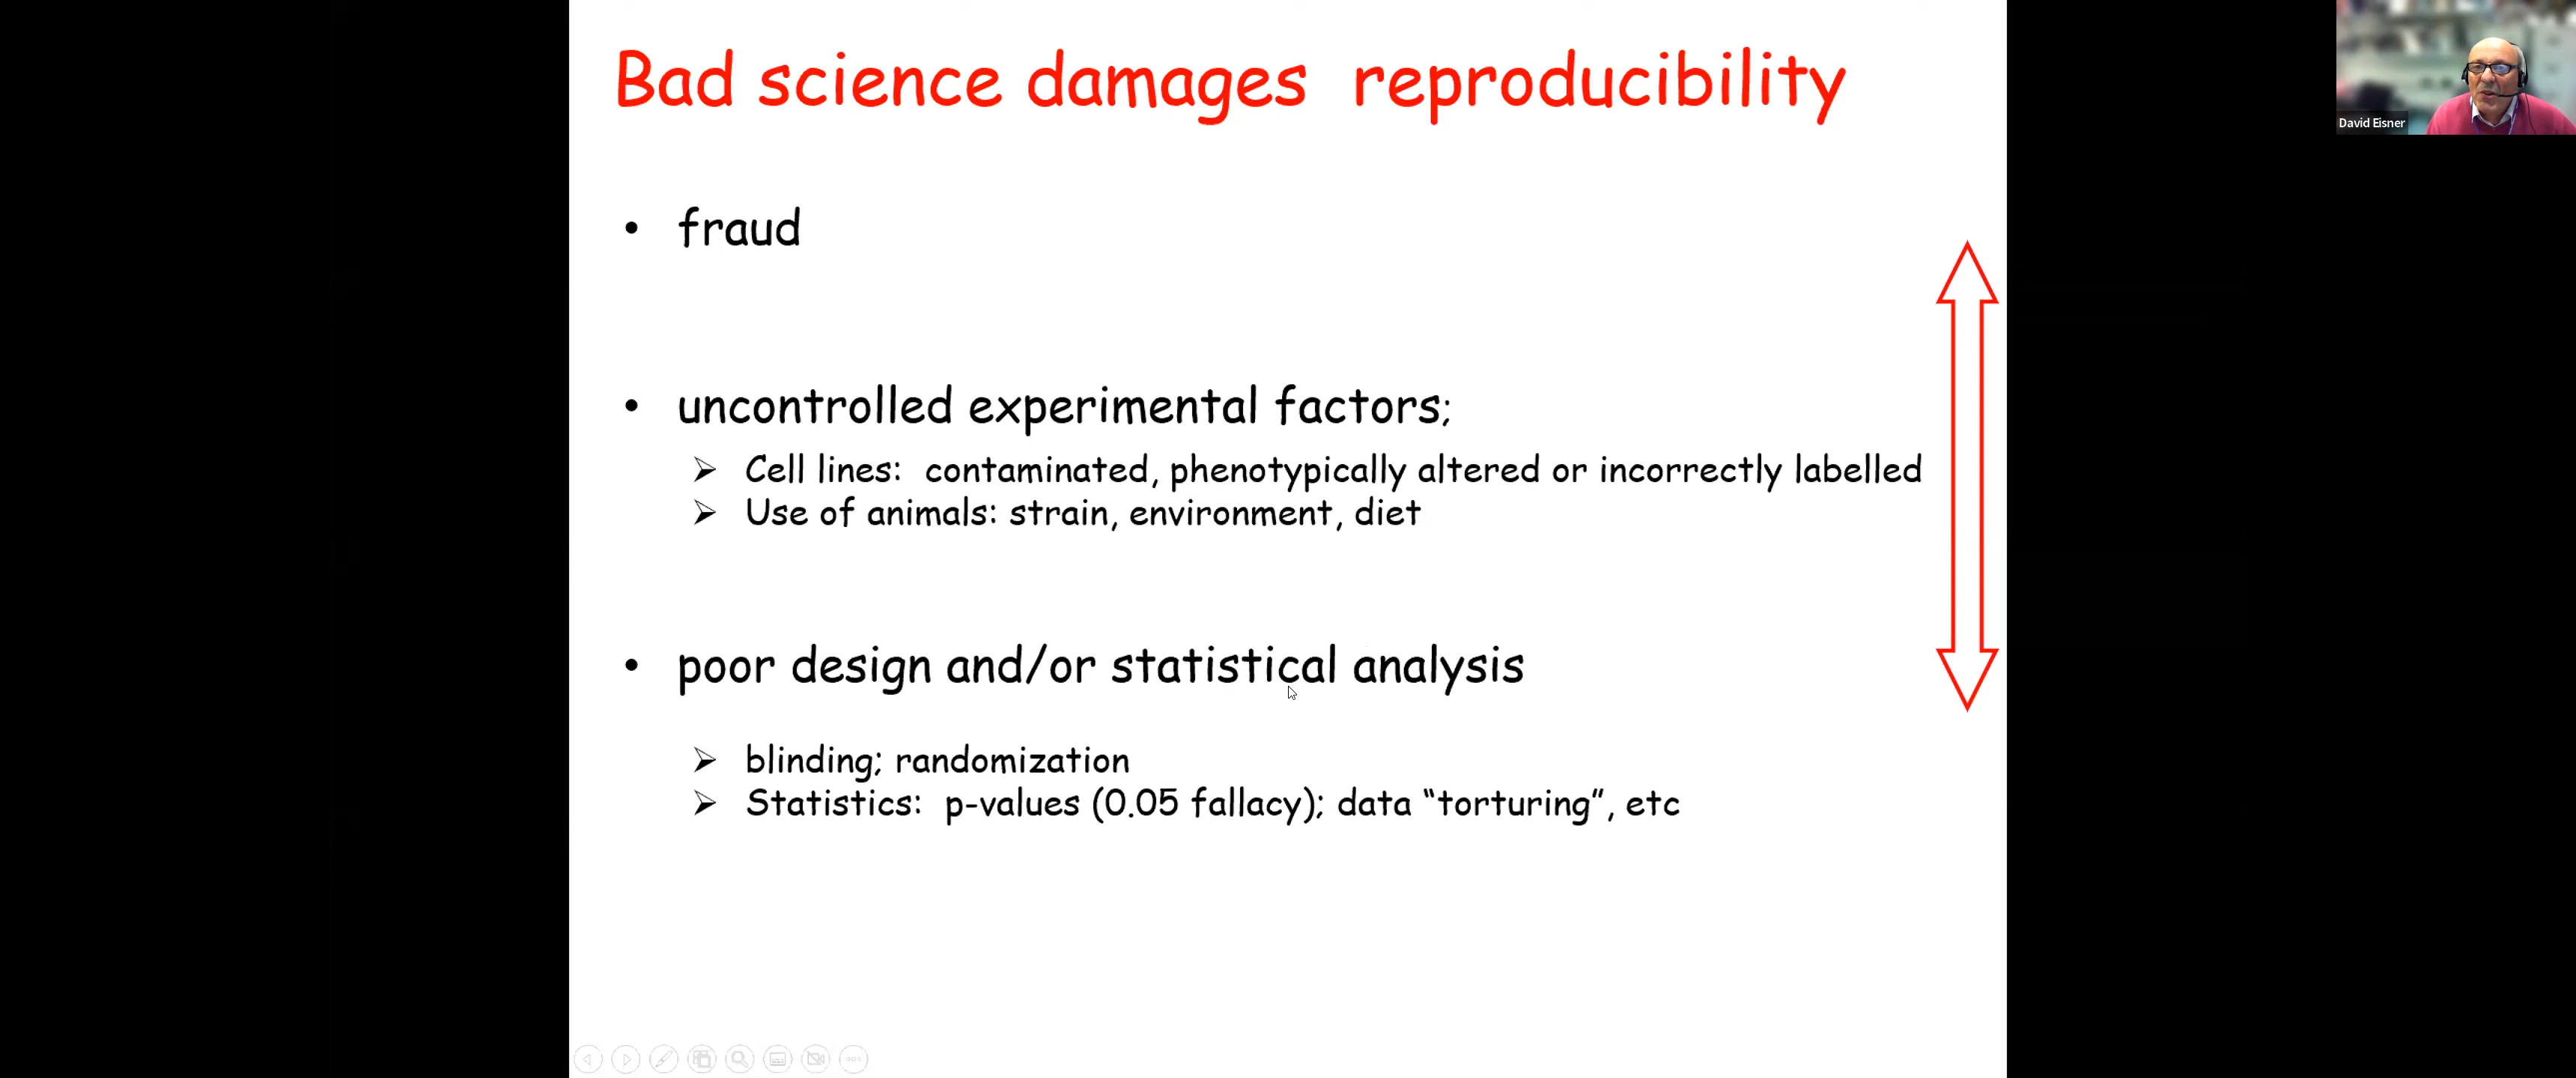 Bad science damages reproducibility
David Eisner
• fraud
• uncontrolled experimental factors;
➢ Cell lines: contaminated, phenotypically altered or incorrectly labelled
➢ Use of animals: strain, environment, diet
• poor design and/or statistical analysis
➢ blinding; randomization
➢ Statistics: p-values (0.05 fallacy); data “torturing”, etc